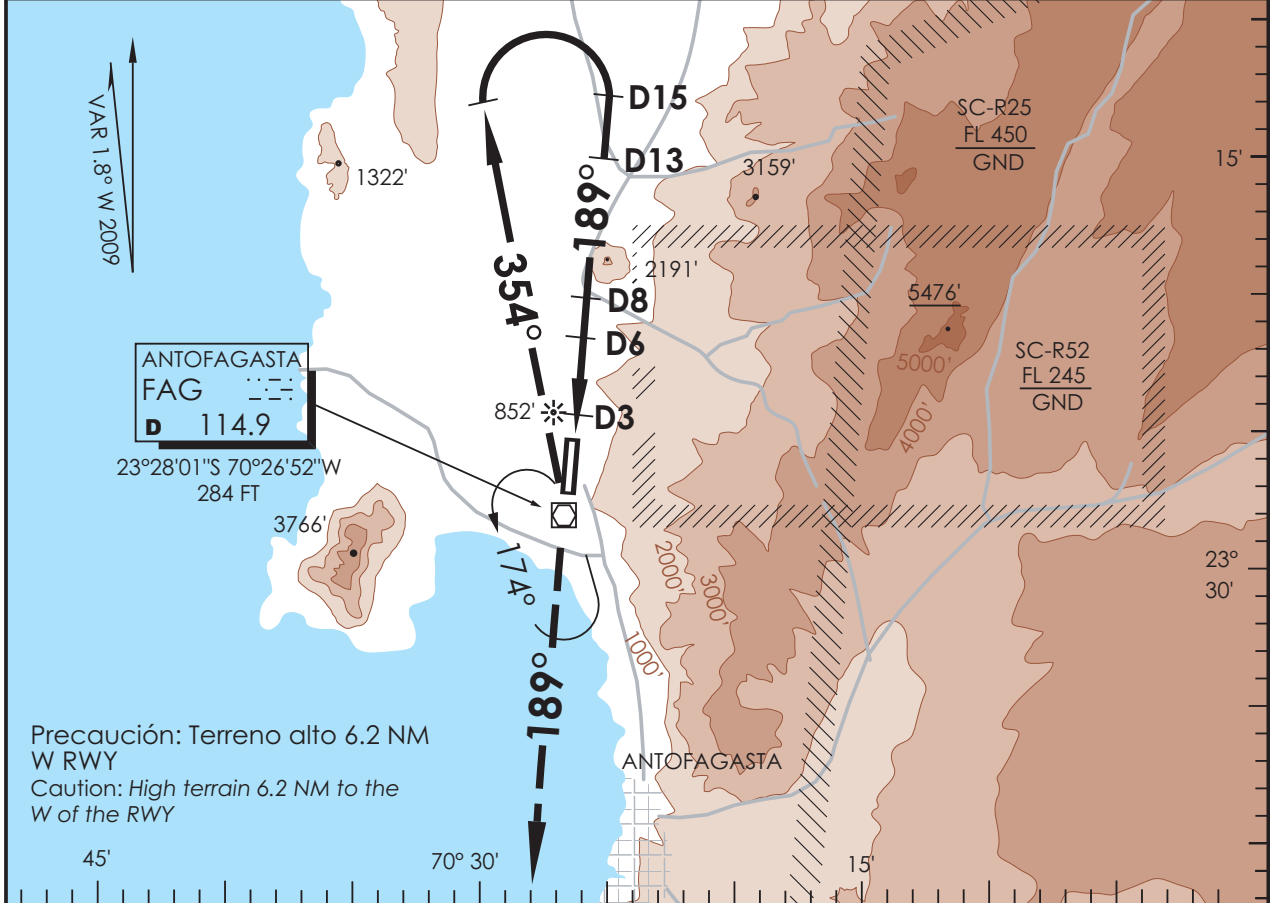 VAR 1.8° W 2009
D15
D13
189°
354°
1322'
3159'
SC-R25
FL 450
GND
15'
2191'
D8
D6
5476'
5000'
SC-R52
FL 245
GND
4000'
ANTOFAGASTA
FAG
D 114.9
23°28'01"S 70°26'52"W
284 FT
852'
D3
3766'
174°
2000'
3000'
1000'
23°
30'
189°
Precaución: Terreno alto 6.2 NM
W RWY
Caution: High terrain 6.2 NM to the
W of the RWY
ANTOFAGASTA
45'
70° 30'
15'